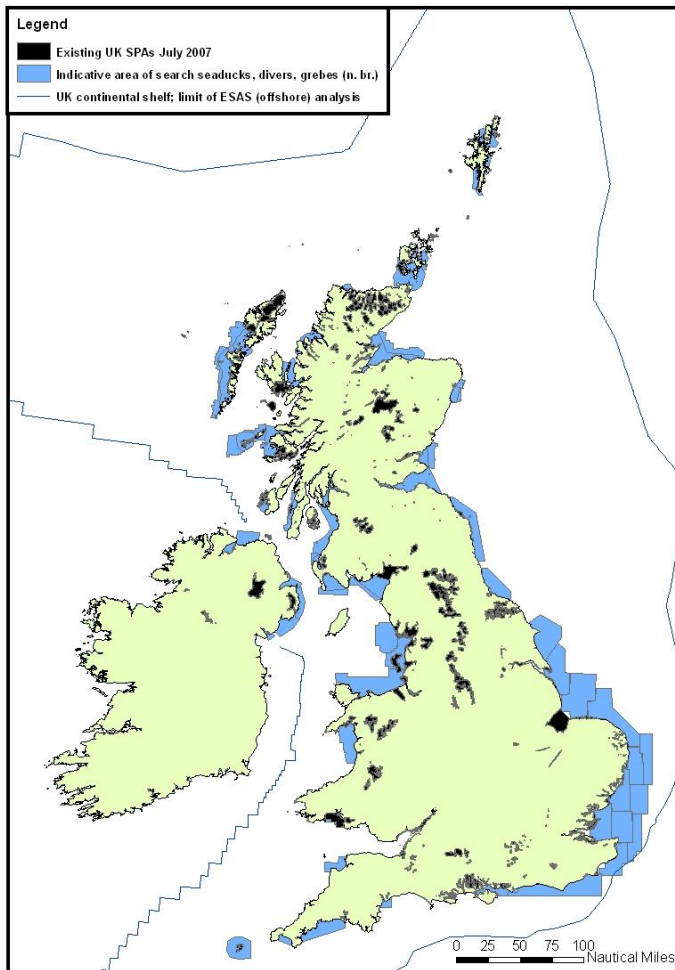 Legend
Existing UK SPAs July 2007
Indicative area of search seaducks, divers, grebes (n. br.)
UK continental shelf; limit of ESAS (offshore) analysis
0 25 50 75 100
Nautical Miles